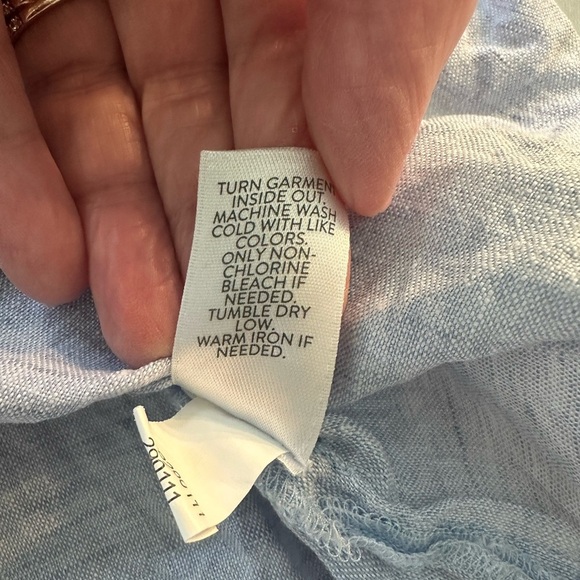 TURN GARMENT
INSIDE OUT.
MACHINE WASH
COLD WITH LIKE
COLORS.
ONLY NON-
CHLORINE
BLEACH IF
NEEDED.
TUMBLE DRY
LOW.
WARM IRON IF
NEEDED.
290111